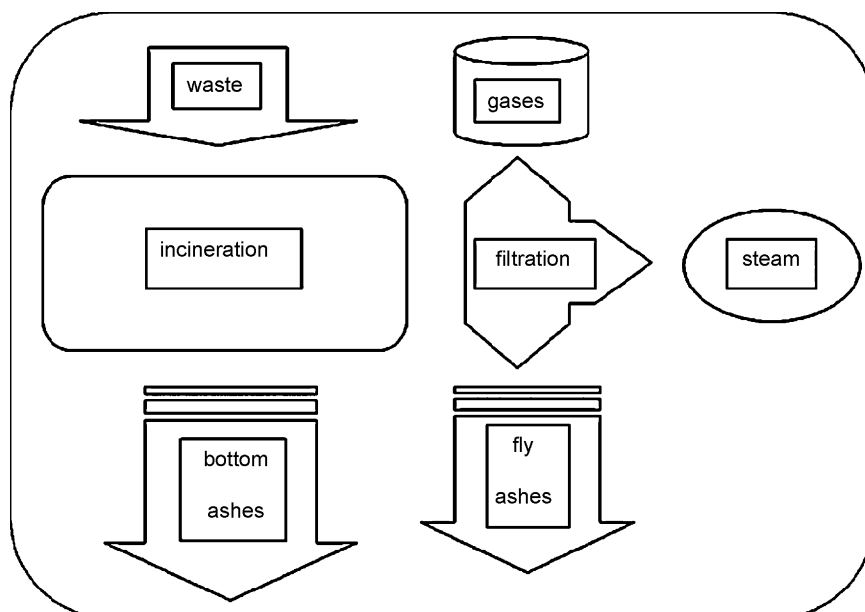 waste
gases
incineration
filtration
steam
bottom
ashes
fly
ashes